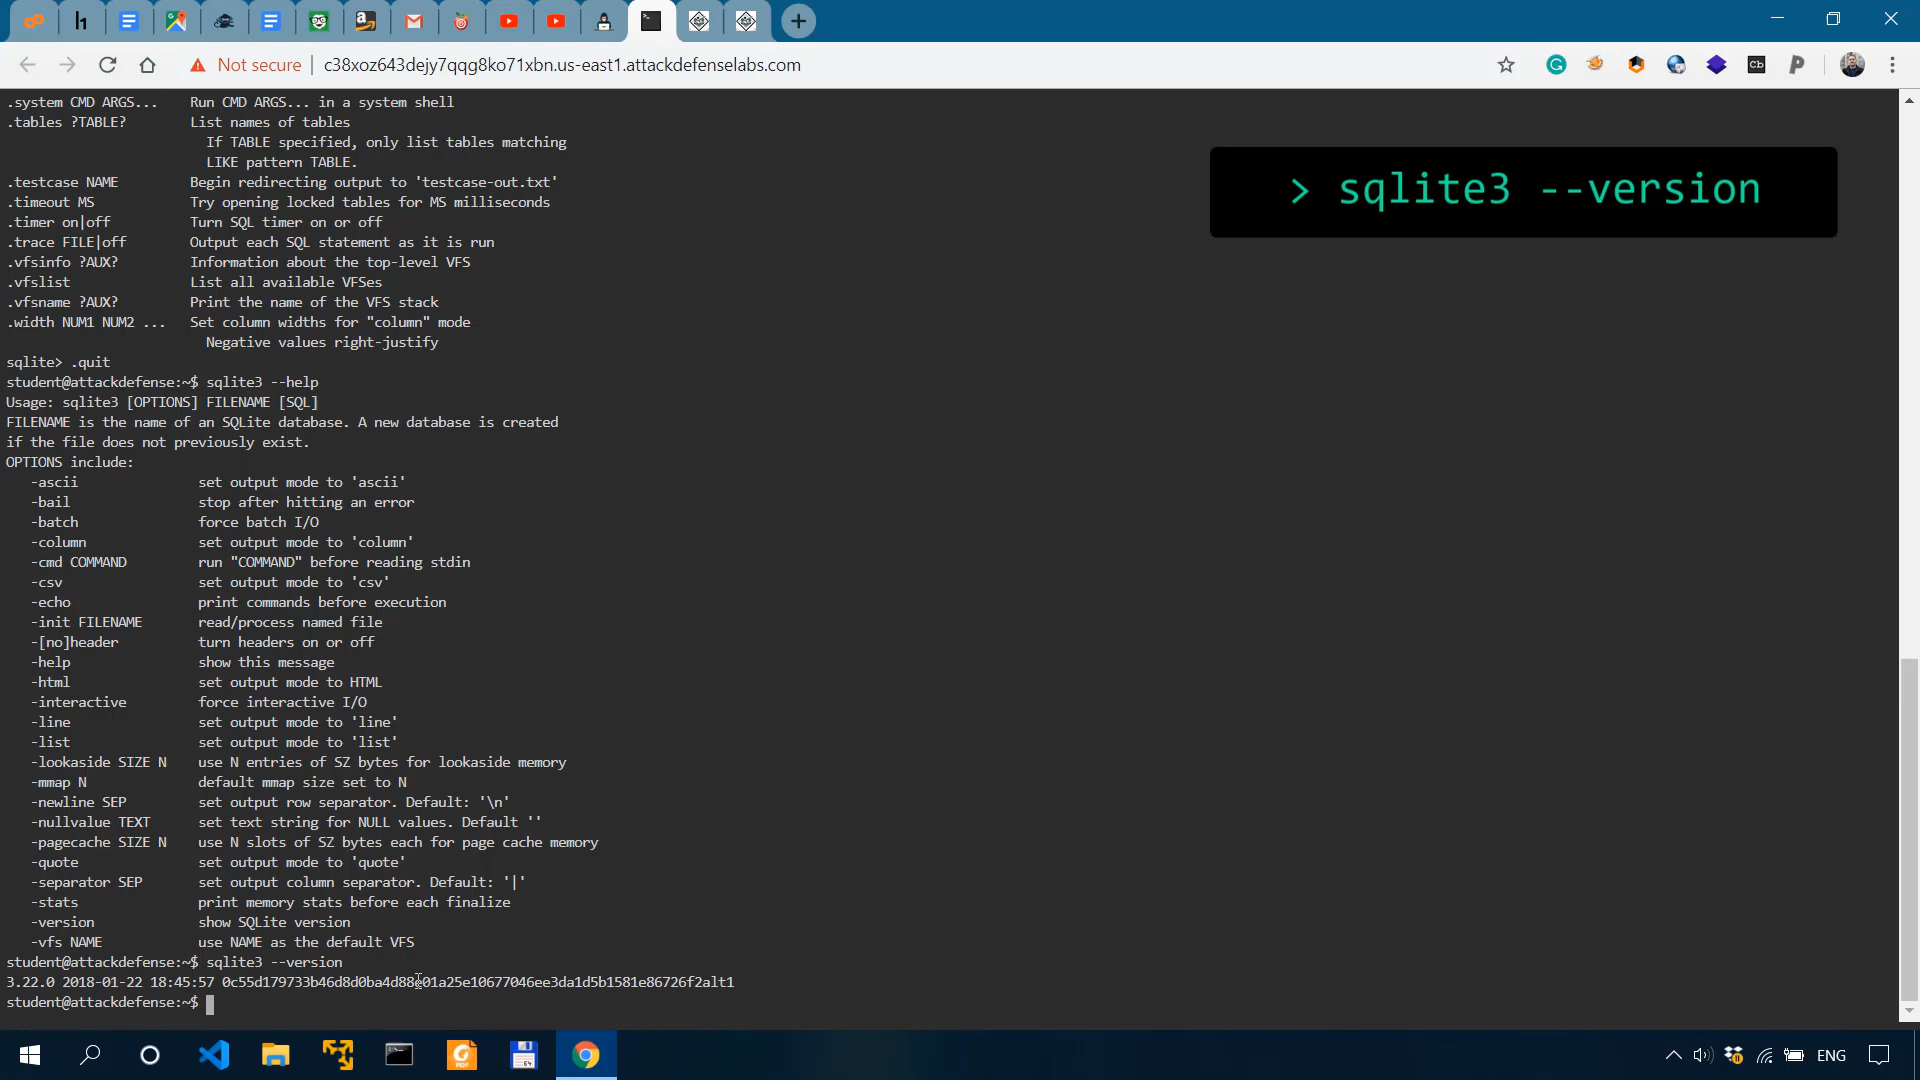 Not secure
c38xoz643dejy7qqg8ko71xbn.us-east1.attackdefenselabs.com
.system CMD ARGS... Run CMD ARGS... in a system shell
.tables ?TABLE? List names of tables
If TABLE specified, only list tables matching
LIKE pattern TABLE.
.testcase NAME Begin redirecting output to 'testcase-out.txt'
.timeout MS Try opening locked tables for MS milliseconds
.timer on|off Turn SQL timer on or off
.trace FILE|off Output each SQL statement as it is run
.vfsinfo ?AUX? Information about the top-level VFS
.vfslist List all available VFSes
.vfsname ?AUX? Print the name of the VFS stack
.width NUM1 NUM2 ... Set column widths for "column" mode
Negative values right-justify
> sqlite3 --version
sqlite> .quit
student@attackdefense:~$ sqlite3 --help
Usage: sqlite3 [OPTIONS] FILENAME [SQL]
FILENAME is the name of an SQLite database. A new database is created
if the file does not previously exist.
OPTIONS include:
-ascii set output mode to 'ascii'
-bail stop after hitting an error
-batch force batch I/O
-column set output mode to 'column'
-cmd COMMAND run "COMMAND" before reading stdin
-csv set output mode to 'csv'
-echo print commands before execution
-init FILENAME read/process named file
-[no]header turn headers on or off
-help show this message
-html set output mode to HTML
-interactive force interactive I/O
-line set output mode to 'line'
-list set output mode to 'list'
-lookaside SIZE N use N entries of SZ bytes for lookaside memory
-mmap N default mmap size set to N
-newline SEP set output row separator. Default: '\n'
-nullvalue TEXT set text string for NULL values. Default ''
-pagecache SIZE N use N slots of SZ bytes each for page cache memory
-quote set output mode to 'quote'
-separator SEP set output column separator. Default: '|'
-stats print memory stats before each finalize
-version show SQLite version
-vfs NAME use NAME as the default VFS
student@attackdefense:~$ sqlite3 --version
3.22.0 2018-01-22 18:45:57 0c55d179733b46d8d0ba4d88e01a25e10677046ee3da1d5b1581e86726f2alt1
student@attackdefense:~$
ENG